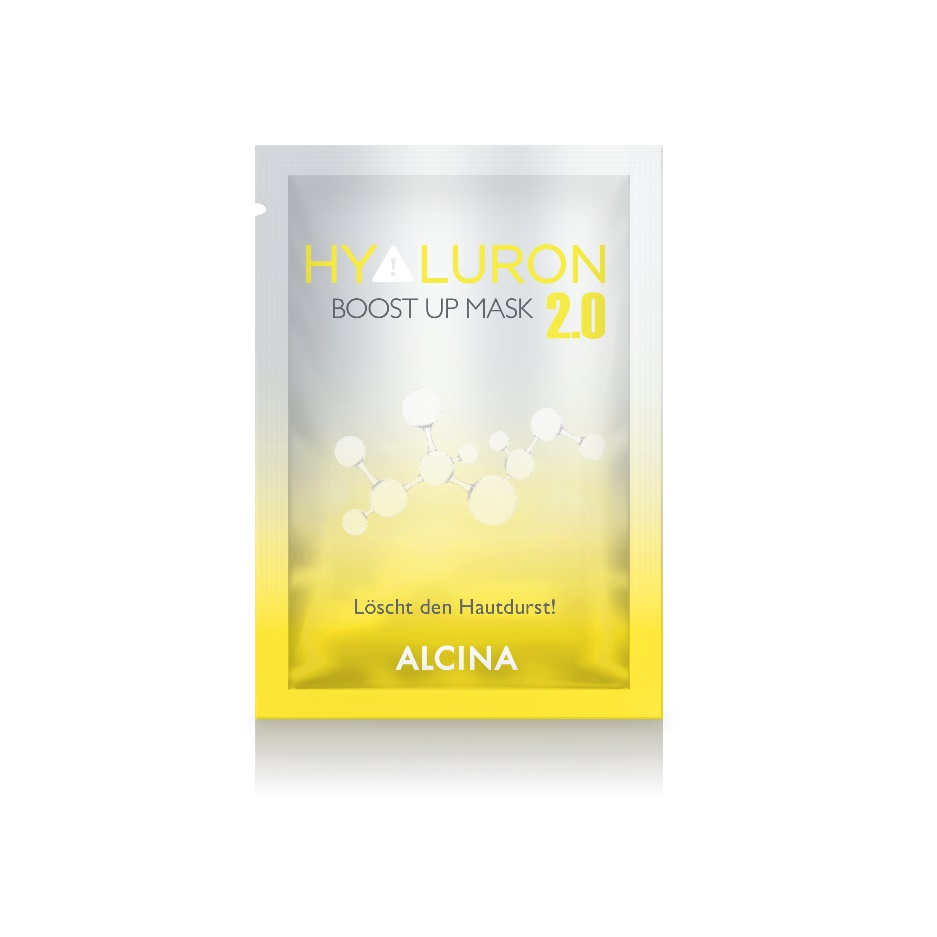 HYALURON
BOOST UP MASK 2.0
Löscht den Hautdurst!
ALCINA